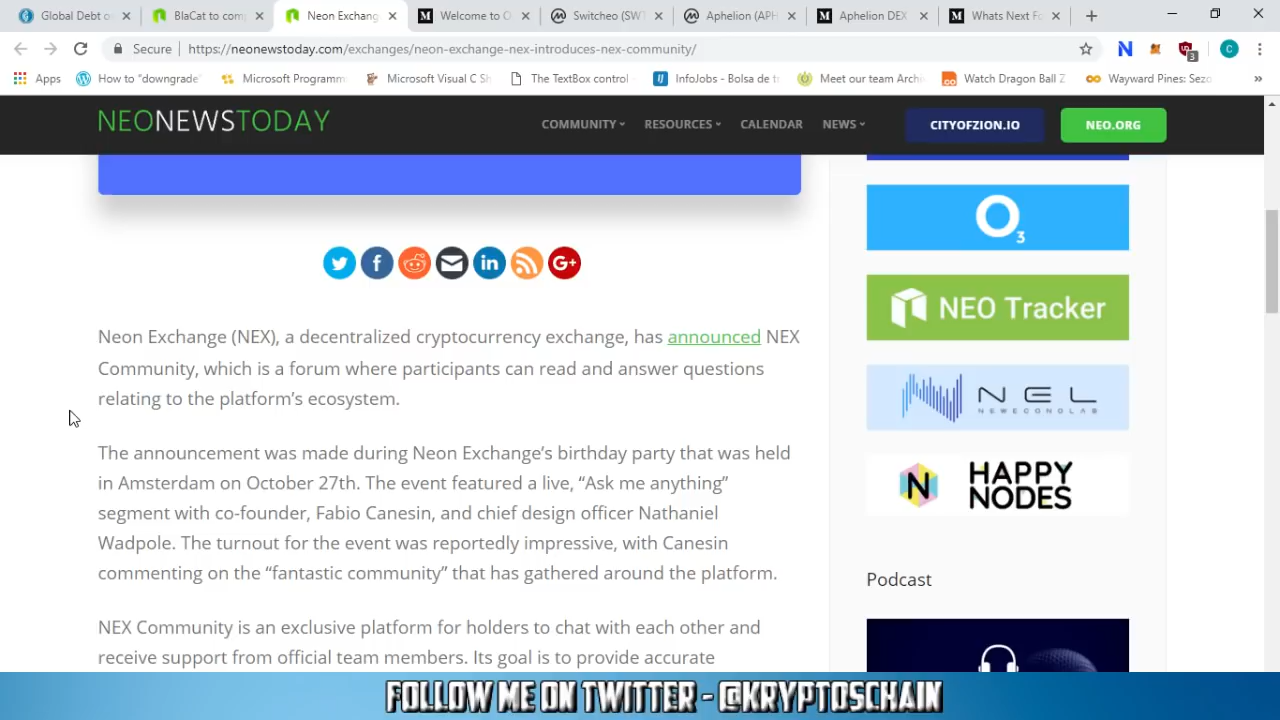 Global Debt o
BlaCat to comp
Neon Exchang
Welcome to O
Switcheo (SWT
Aphelion (APH
Aphelion DEX
Whats Next Fo
Secure
https://neonewstoday.com/exchanges/neon-exchange-nex-introduces-nex-community/
3
C
Apps
How to “downgrade”
Microsoft Programm
Microsoft Visual C Sh
The TextBox control
InfoJobs - Bolsa de tr
Meet our team Archi
Watch Dragon Ball Z
Wayward Pines: Sezo
»
NEONEWSTODAY
COMMUNITY
RESOURCES
CALENDAR
NEWS
CITYOFZION.IO
NEO.ORG
O3
NEO Tracker
NEL
NEWECONOLAB
N HAPPY
NODES
Podcast
Neon Exchange (NEX), a decentralized cryptocurrency exchange, has announced NEX
Community, which is a forum where participants can read and answer questions
relating to the platform’s ecosystem.
The announcement was made during Neon Exchange’s birthday party that was held
in Amsterdam on October 27th. The event featured a live, “Ask me anything”
segment with co-founder, Fabio Canesin, and chief design officer Nathaniel
Wadpole. The turnout for the event was reportedly impressive, with Canesin
commenting on the “fantastic community” that has gathered around the platform.
NEX Community is an exclusive platform for holders to chat with each other and
receive support from official team members. Its goal is to provide accurate
FOLLOW ME ON TWITTER - @KRYPTOSCHAIN